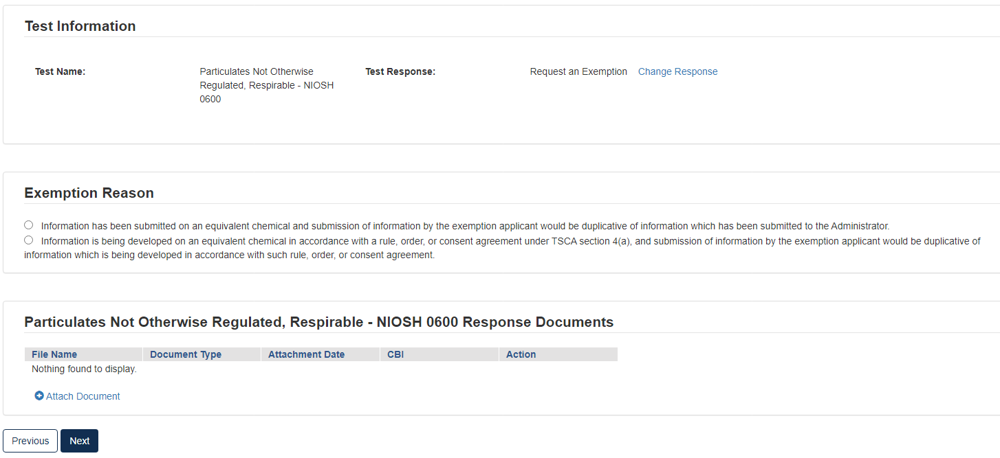 Test Information
Test Name:
Particulates Not Otherwise
Regulated, Respirable - NIOSH
0600
Test Response:
Request an Exemption Change Response
Exemption Reason
Information has been submitted on an equivalent chemical and submission of information by the exemption applicant would be duplicative of information which has been submitted to the Administrator.
Information is being developed on an equivalent chemical in accordance with a rule, order, or consent agreement under TSCA section 4(a), and submission of information by the exemption applicant would be duplicative of
information which is being developed in accordance with such rule, order, or consent agreement.
Particulates Not Otherwise Regulated, Respirable - NIOSH 0600 Response Documents
File Name Document Type Attachment Date CBI Action
Nothing found to display.
Attach Document
Previous Next